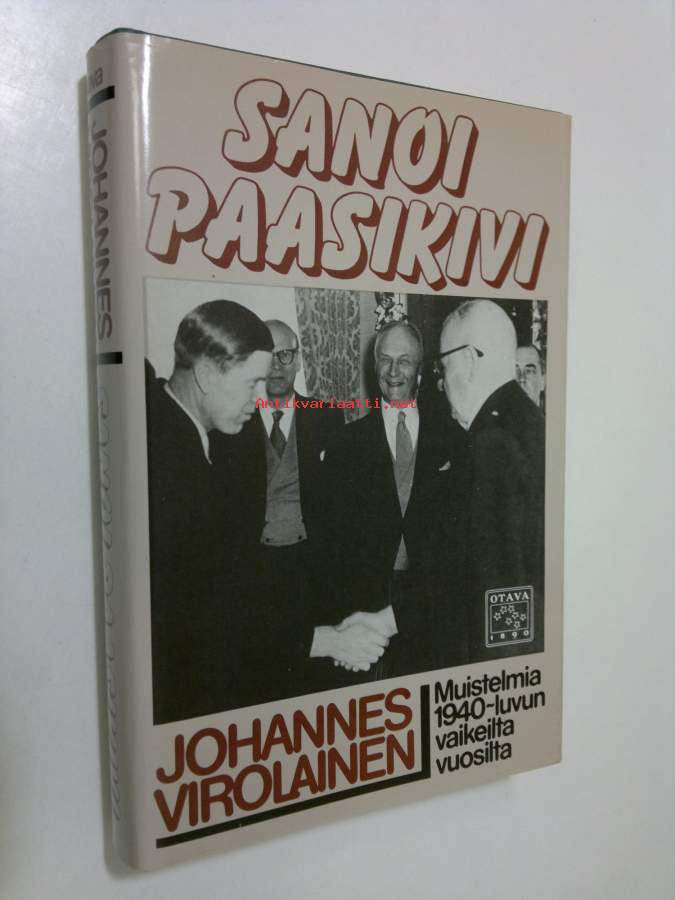 SANOI
PAASIKIVI
JOHANNES
Antikvariaatti.net
OTAVA
1890
JOHANNES
VIROLAINEN
Muistelmia
1940-luvun
vaikeilta
vuosilta